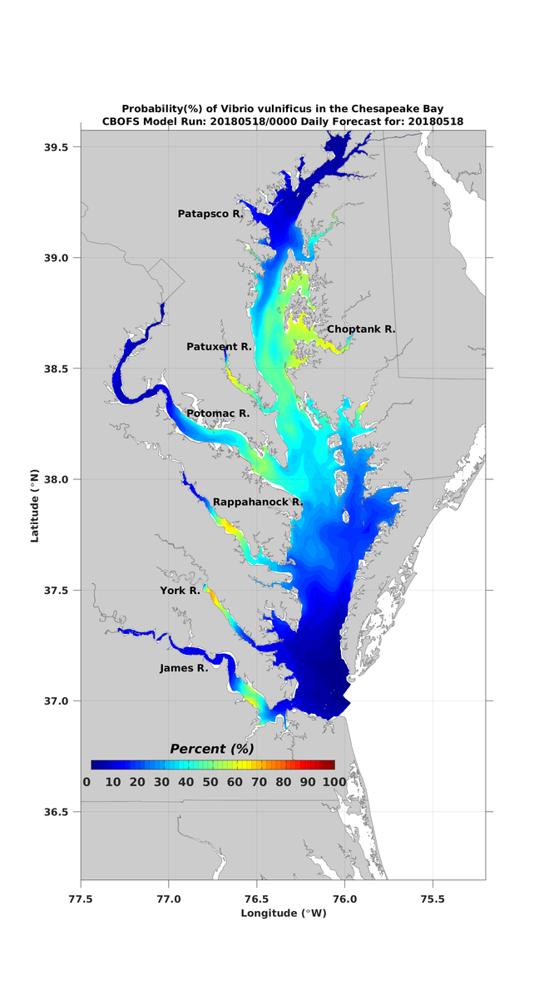 Probability(%) of Vibrio vulnificus in the Chesapeake Bay
CBOFS Model Run: 20180518/0000 Daily Forecast for: 20180518
39.5
Patapsco R.
39.0
Choptank R.
Patuxent R.
38.5
Potomac R.
38.0
Rappahannock R.
Latitude (°N)
37.5
York R.
James R.
37.0
Percent (%)
0 10 20 30 40 50 60 70 80 90 100
36.5
77.5 77.0 76.5 76.0 75.5
Longitude (°W)